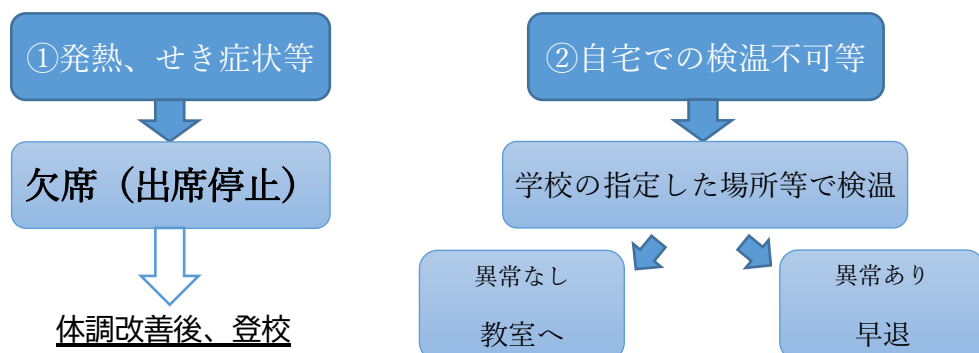 ①発熱、せき症状等
欠席（出席停止）
体調改善後、登校
②自宅での検温不可等
学校の指定した場所等で検温
異常なし
教室へ
異常あり
早退